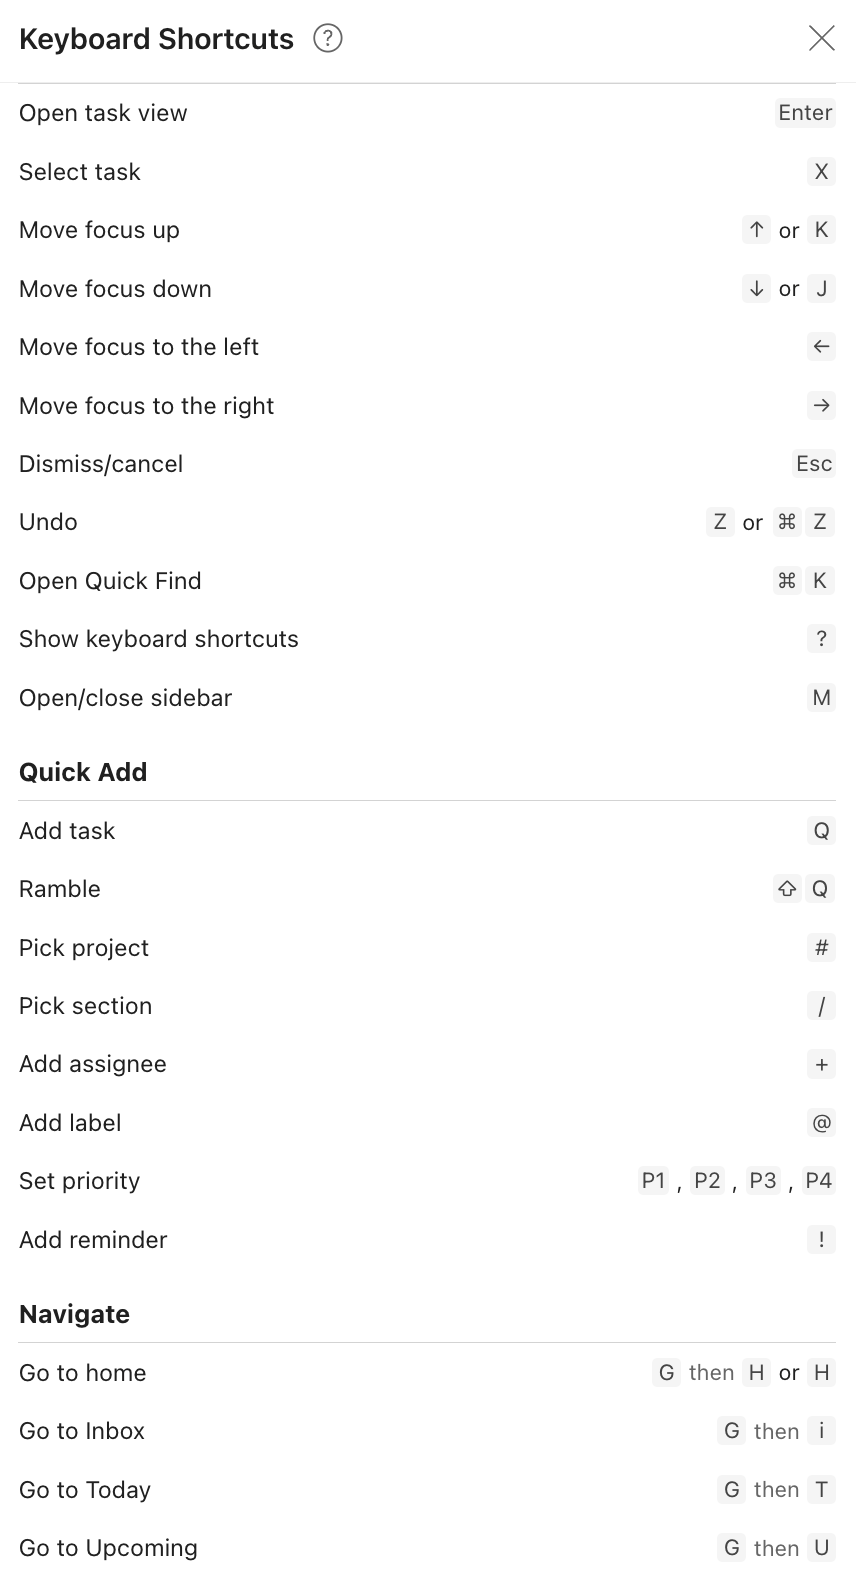 Keyboard Shortcuts ?
Open task view Enter
Select task X
Move focus up ↑ or K
Move focus down ↓ or J
Move focus to the left ←
Move focus to the right →
Dismiss/cancel Esc
Undo Z or ⌘ Z
Open Quick Find ⌘ K
Show keyboard shortcuts ?
Open/close sidebar M
Quick Add
Add task Q
Ramble ⇧ Q
Pick project #
Pick section /
Add assignee +
Add label @
Set priority P1 , P2 , P3 , P4
Add reminder !
Navigate
Go to home G then H or H
Go to Inbox G then i
Go to Today G then T
Go to Upcoming G then U